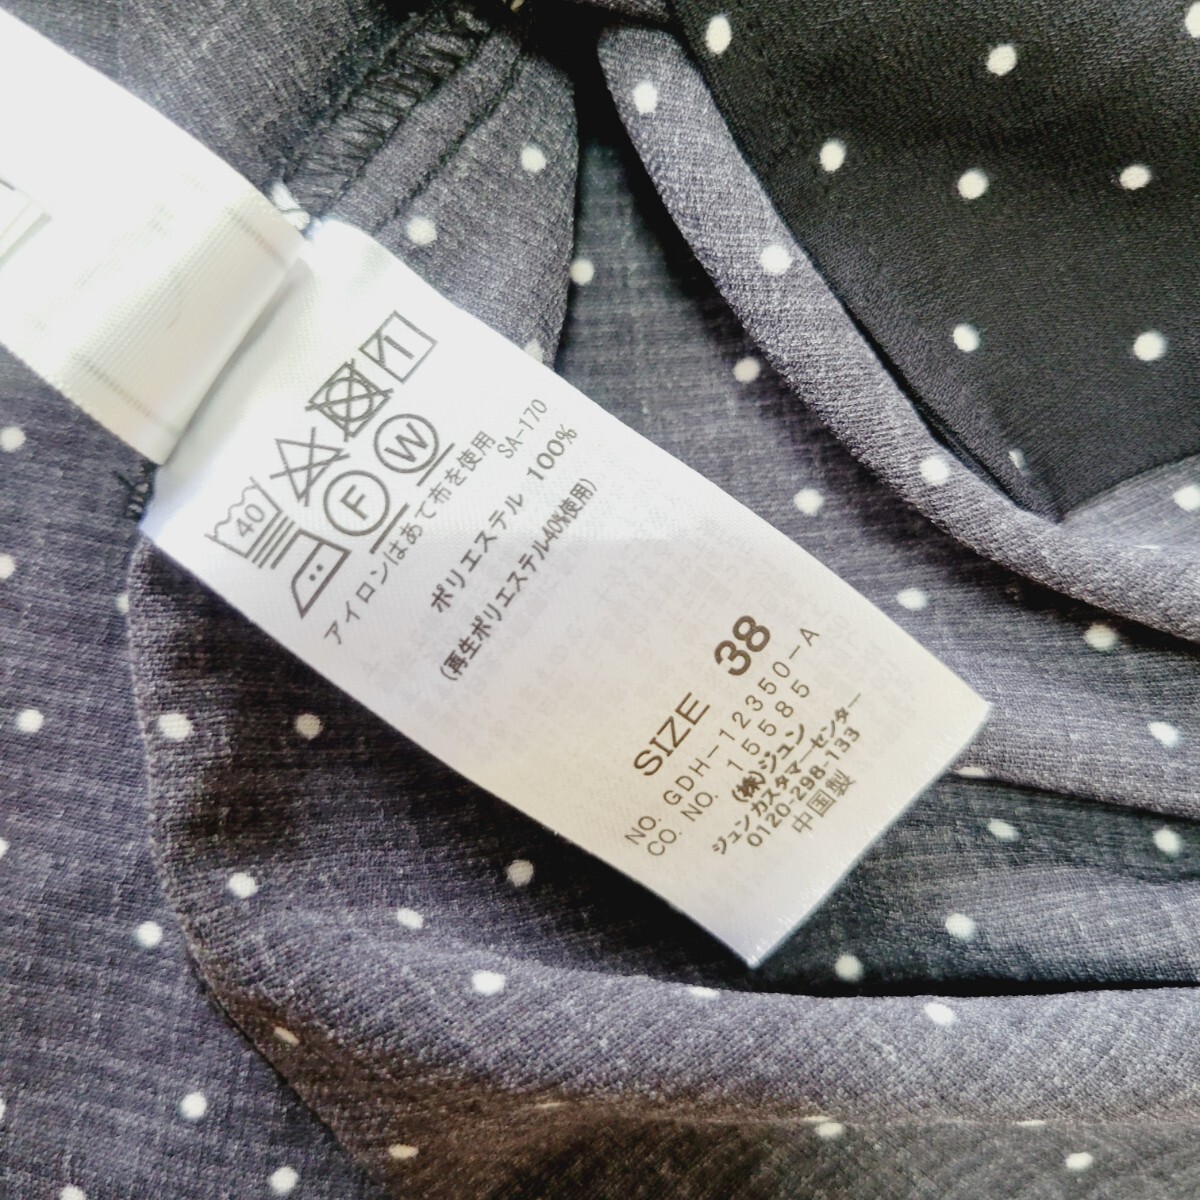 40
F
W
アイロンはあて布を使用
SA-170
ポリエステル 100%
(再生ポリエステル40%使用)
SIZE 38
NO. GDH-12350-A
CO. NO. 15585
(株)ジュン
ジュンカスタマーセンター
0120-298-133
中国製